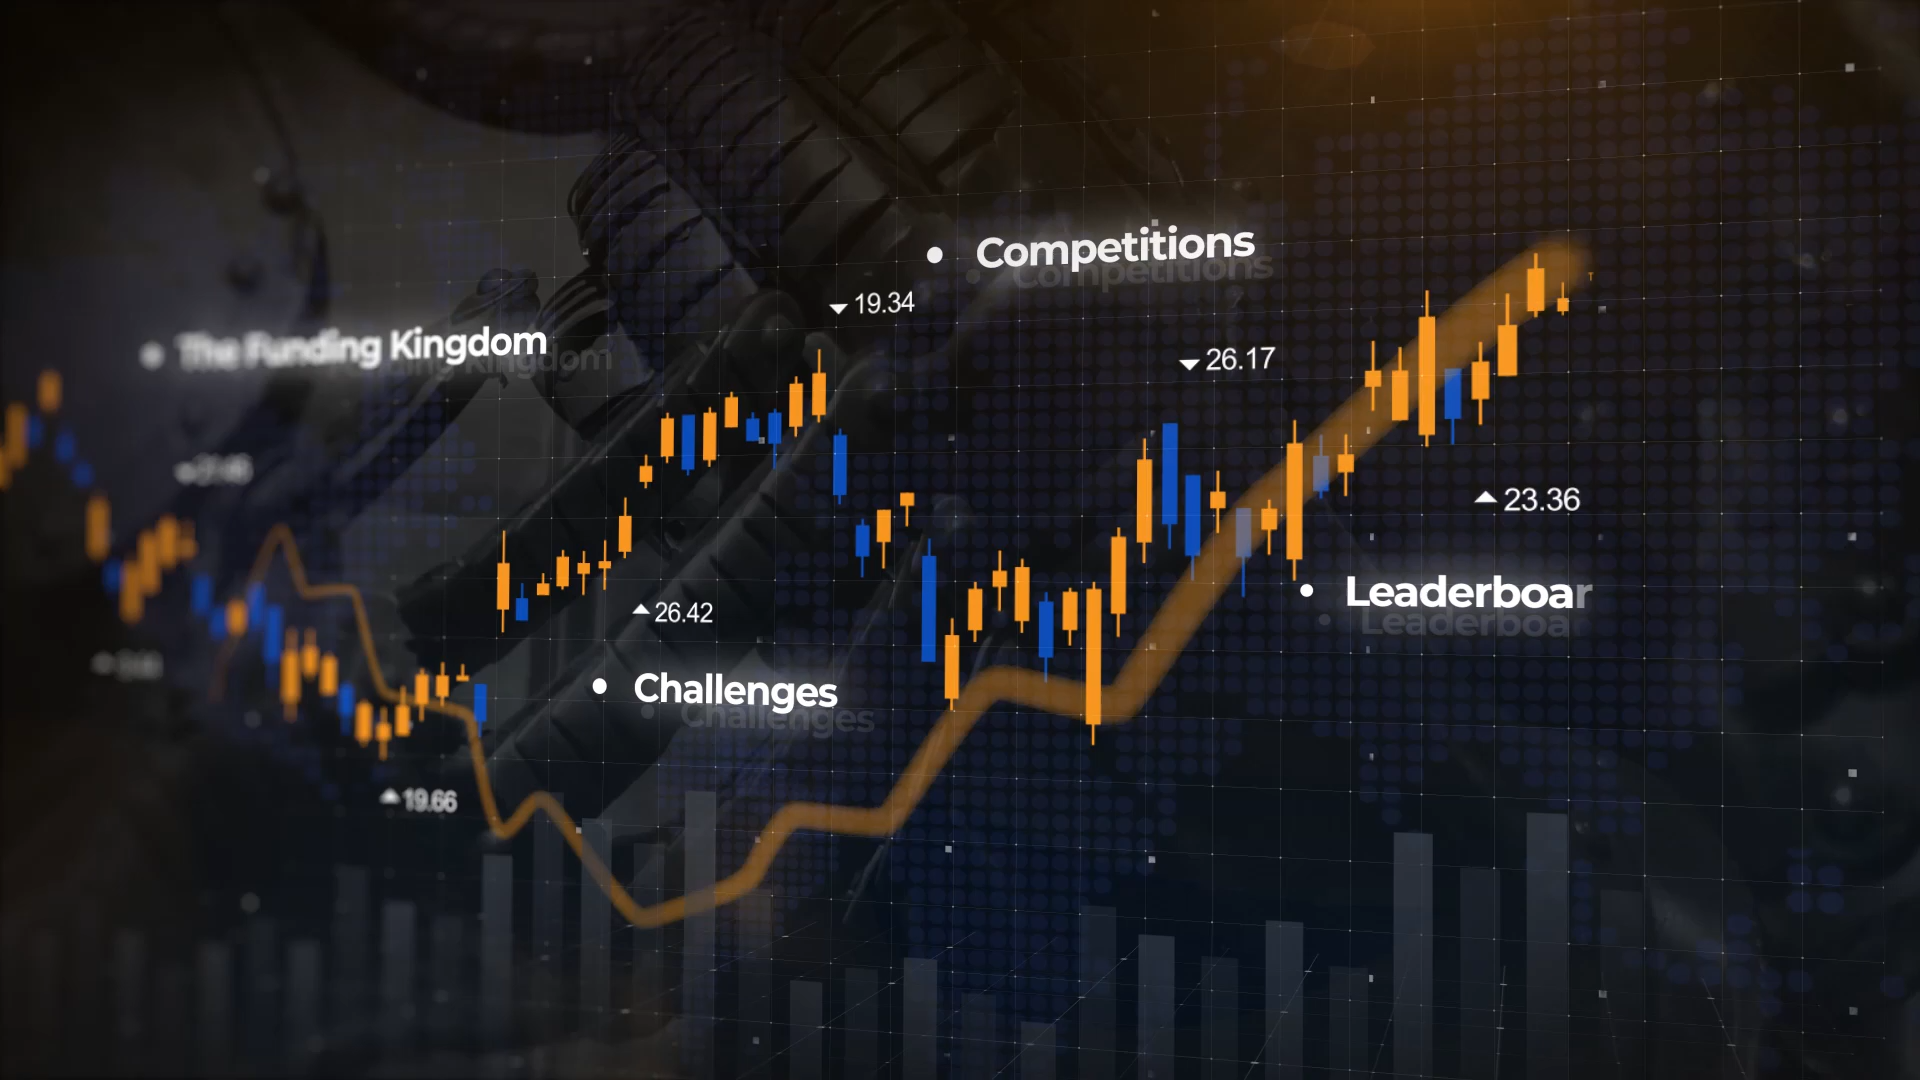 Competitions
▼ 19.34
The Funding Kingdom
▼ 26.17
▲ 23.36
Leaderboar
▲ 26.42
Challenges
▲ 19.66